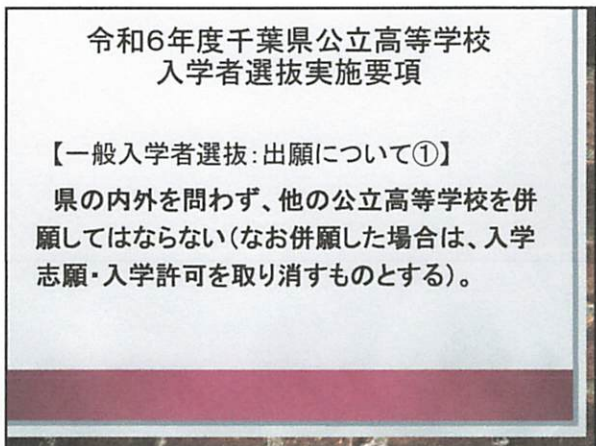 令和6年度千葉県公立高等学校
入学者選抜実施要項
【一般入学者選抜:出願について①】
県の内外を問わず、他の公立高等学校を併
願してはならない(なお併願した場合は、入学
志願・入学許可を取り消すものとする)。